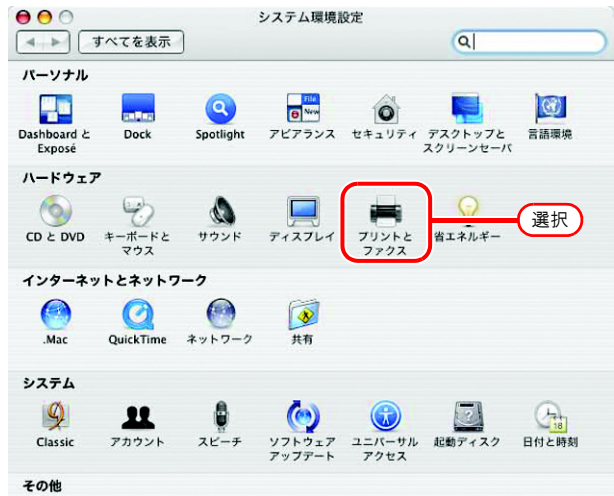 システム環境設定
すべてを表示
パーソナル
Dashboard と
Exposé
Dock
Spotlight
File
New
アピアランス
セキュリティ
デスクトップと
スクリーンセーバ
言語環境
ハードウェア
CD と DVD
キーボードと
マウス
サウンド
ディスプレイ
プリントと
ファクス
省エネルギー
選択
インターネットとネットワーク
.Mac
QuickTime
ネットワーク
共有
システム
Classic
アカウント
スピーチ
ソフトウェア
アップデート
ユニバーサル
アクセス
起動ディスク
18
日付と時刻
その他